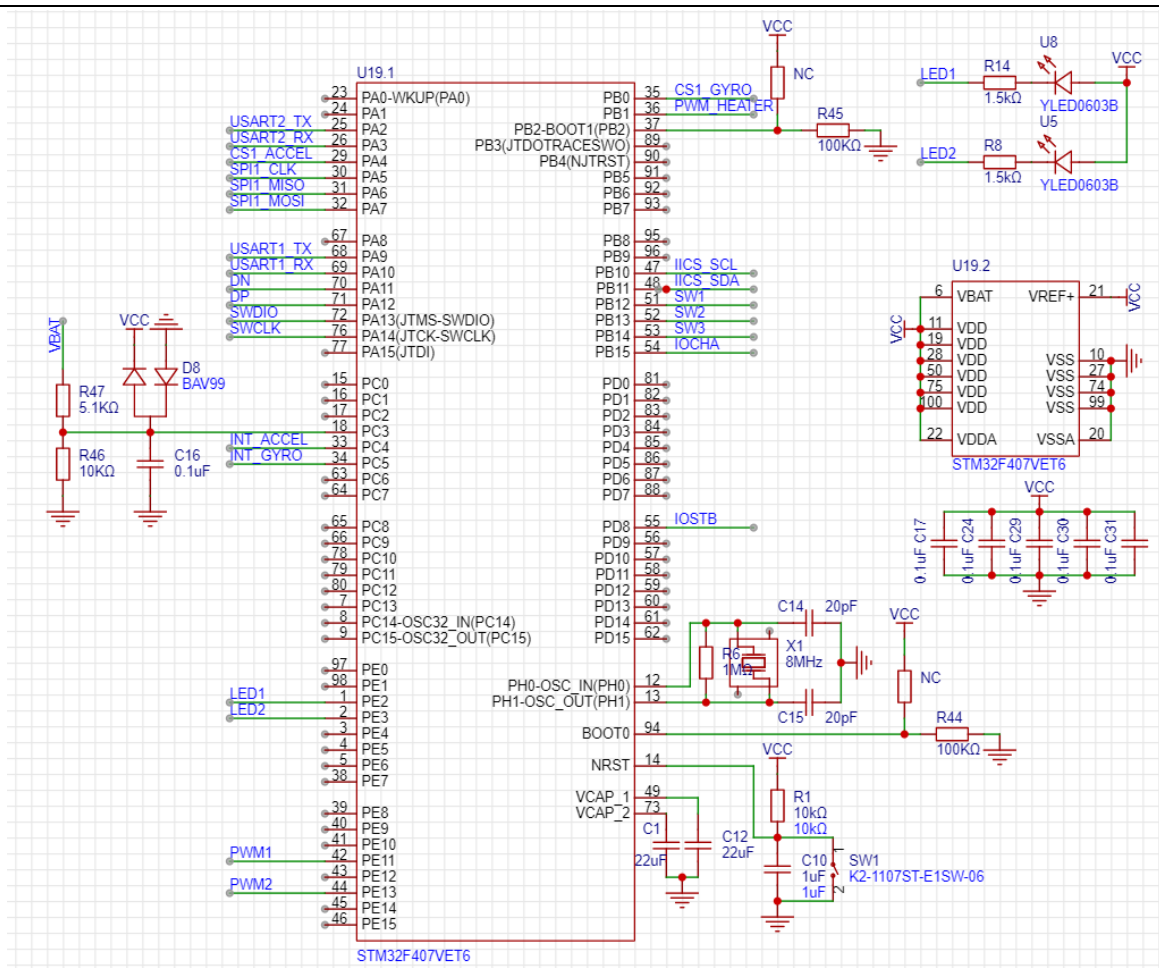 U19.1
23 PA0-WKUP(PA0)
24 PA1
USART2_TX 25 PA2
USART2_RX 26 PA3
CS1_ACCEL 29 PA4
SPI1_CLK 30 PA5
SPI1_MISO 31 PA6
SPI1_MOSI 32 PA7
67 PA8
USART1_TX 68 PA9
USART1_RX 69 PA10
DN 70 PA11
DP 71 PA12
SWDIO 72 PA13(JTMS-SWDIO)
SWCLK 76 PA14(JTCK-SWCLK)
77 PA15(JTDI)
15 PC0
16 PC1
17 PC2
18 PC3
INT_ACCEL 33 PC4
INT_GYRO 34 PC5
63 PC6
64 PC7
65 PC8
66 PC9
78 PC10
79 PC11
80 PC12
7 PC13
8 PC14-OSC32_IN(PC14)
9 PC15-OSC32_OUT(PC15)
97 PE0
98 PE1
LED1 1 PE2
LED2 2 PE3
3 PE4
4 PE5
5 PE6
38 PE7
39 PE8
40 PE9
41 PE10
PWM1 42 PE11
43 PE12
PWM2 44 PE13
45 PE14
46 PE15
STM32F407VET6
PB0 35 CS1_GYRO
PB1 36 PWM_HEATER
PB2-BOOT1(PB2) 37
PB3(JTDOTRACESWO) 89
PB4(NJTRST) 90
PB5 91
PB6 92
PB7 93
PB8 95
PB9 96
PB10 47 IICS_SCL
PB11 48 IICS_SDA
PB12 51 SW1
PB13 52 SW2
PB14 53 SW3
PB15 54 IOCHA
PD0 81
PD1 82
PD2 83
PD3 84
PD4 85
PD5 86
PD6 87
PD7 88
PD8 55 IOSTB
PD9 56
PD10 57
PD11 58
PD12 59
PD13 60
PD14 61
PD15 62
PH0-OSC_IN(PH0) 12
PH1-OSC_OUT(PH1) 13
BOOT0 94
NRST 14
VCAP_1 49
VCAP_2 73
VBAT
VCC
D8
BAV99
R47
5.1KΩ
R46
10KΩ
C16
0.1uF
VCC
NC
R45
100KΩ
U8
VCC
LED1
R14
1.5kΩ
YLED0603B
U5
LED2
R8
1.5kΩ
YLED0603B
U19.2
6 VBAT VREF+ 21
VCC
VCC
11 VDD VSS 10
19 VDD
28 VDD VSS 27
50 VDD
75 VDD VSS 74
100 VDD VSS 99
22 VDDA VSSA 20
STM32F407VET6
VCC
0.1uF C17
0.1uF C24
0.1uF C29
0.1uF C30
0.1uF C31
C14 20pF
R6
1MΩ
X1
8MHz
C15 20pF
VCC
NC
R44
100KΩ
VCC
R1
10kΩ
10kΩ
C1
22uF
C12
22uF
C10
1uF
1uF
1
SW1
K2-1107ST-E1SW-06
2